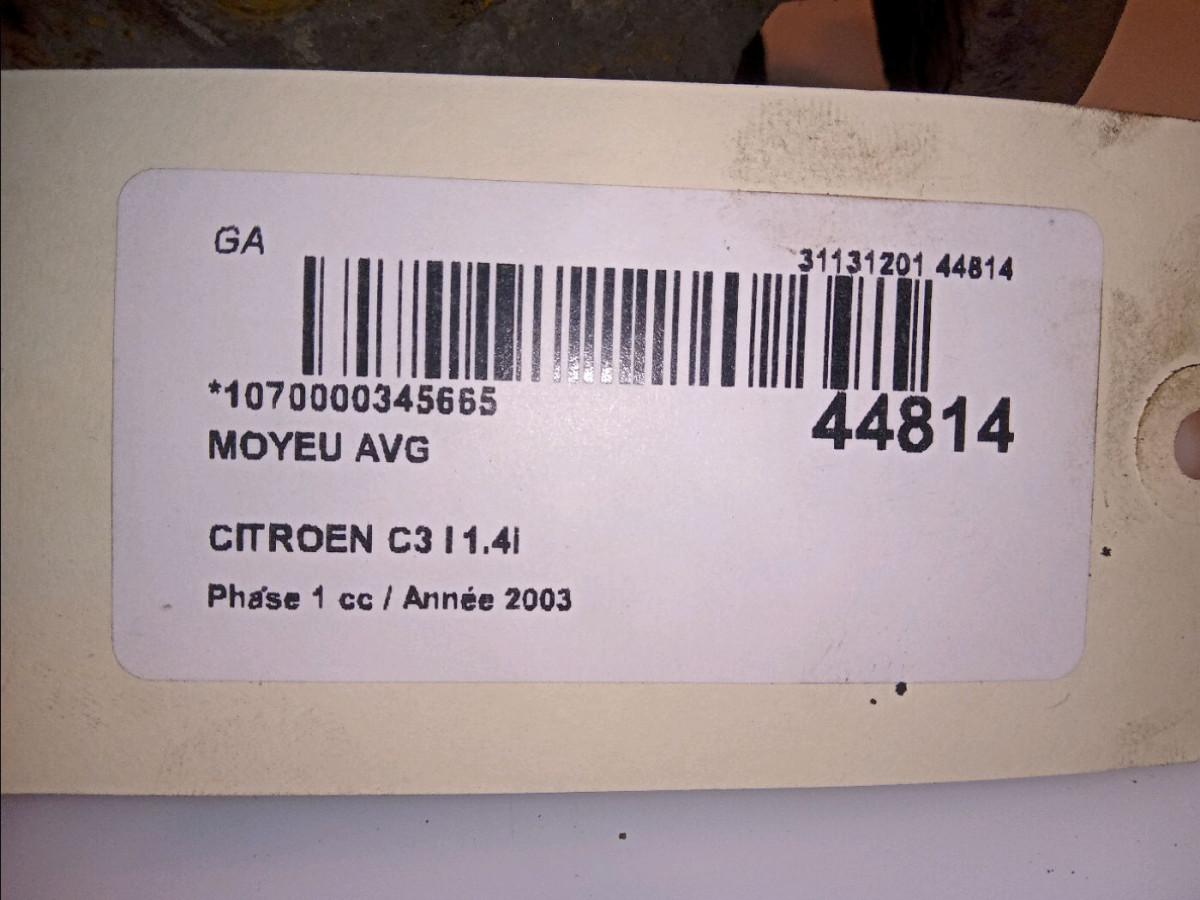 GA
31131201 44814
*1070000345665
44814
MOYEU AVG
CITROEN C3 I 1.4i
Phase 1 cc / Année 2003